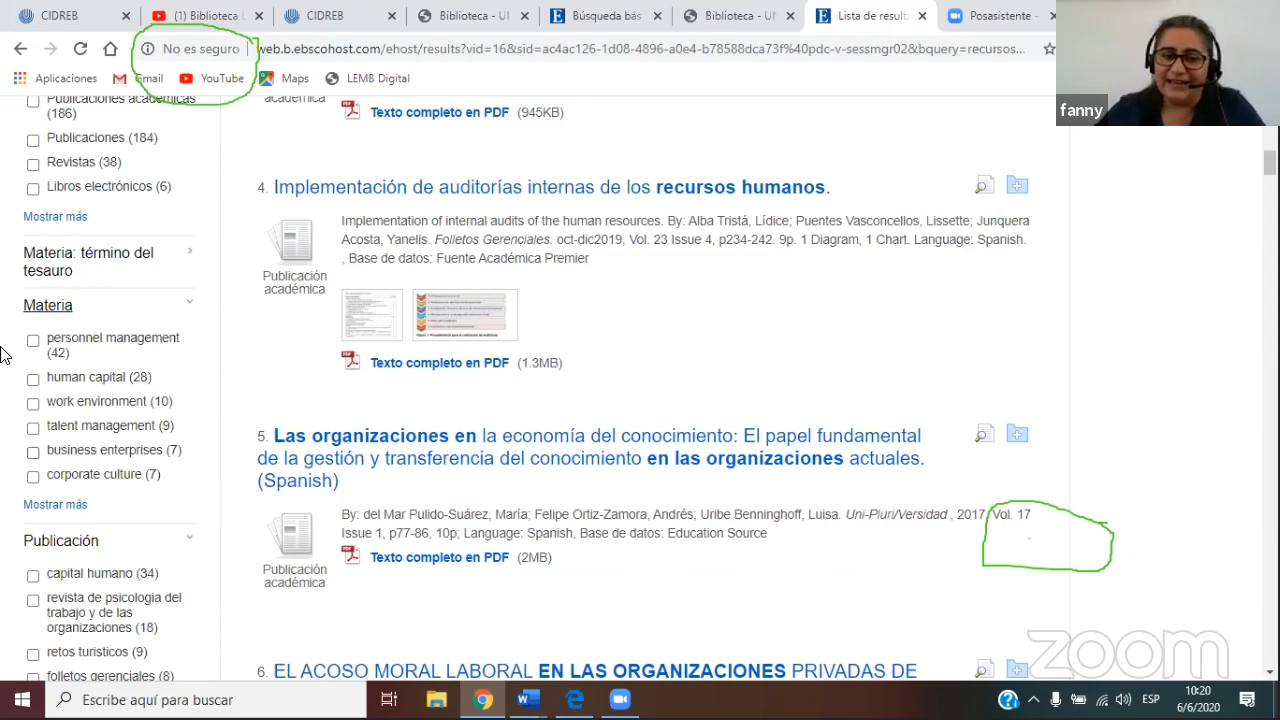 CIDREB
(1) Bibliotec
CIDREB
CIDREB
Biblioteca - Uf
Búsqueda bás
Biblioteca - Uf
Lista de result
Posasistente /
No es seguro
web.b.ebscohost.com/ehost/results?vid=16&sid=ac4ac126-1d08-4896-a0e4-b78588dca73f%40pdc-v-sessmgr02&bquery=recursos...
Aplicaciones
Gmail
YouTube
Maps
LEMB Digital
fanny
Publicaciones académicas
(186)
Publicaciones (184)
Revistas (38)
Libros electrónicos (6)
Mostrar más
Materia: término del
tesauro
Materia
personnel management
(42)
human capital (28)
work environment (10)
talent management (9)
business enterprises (7)
corporate culture (7)
Mostrar más
Publicación
capital humano (34)
revista de psicologia del
trabajo y de las
organizaciones (18)
retos turisticos (9)
folletos gerenciales (8)
académica
Texto completo en PDF (945KB)
4. Implementación de auditorías internas de los recursos humanos.
Implementation of internal audits of the human resources. By: Alba Tristá, Lídice; Puentes Vasconcellos, Lissette; Junquera
Acosta, Yanelis. Folletos Gerenciales. oct-dic2019, Vol. 23 Issue 4, p234-242. 9p. 1 Diagram, 1 Chart. Language: Spanish.
, Base de datos: Fuente Académica Premier
Publicación
académica
Texto completo en PDF (1.3MB)
5. Las organizaciones en la economía del conocimiento: El papel fundamental
de la gestión y transferencia del conocimiento en las organizaciones actuales.
(Spanish)
By: del Mar Pulido-Suárez, María; Felipe Ortiz-Zamora, Andrés; Uribe Benninghoff, Luisa. Uni-Pluri/Versidad , 2017, Vol. 17
Issue 1, p77-86, 10p; Language: Spanish, Base de datos: Education Source
Publicación
académica
Texto completo en PDF (2MB)
6. EL ACOSO MORAL LABORAL EN LAS ORGANIZACIONES PRIVADAS DE
zoom
Escribe aquí para buscar
ESP
10:20
6/6/2020